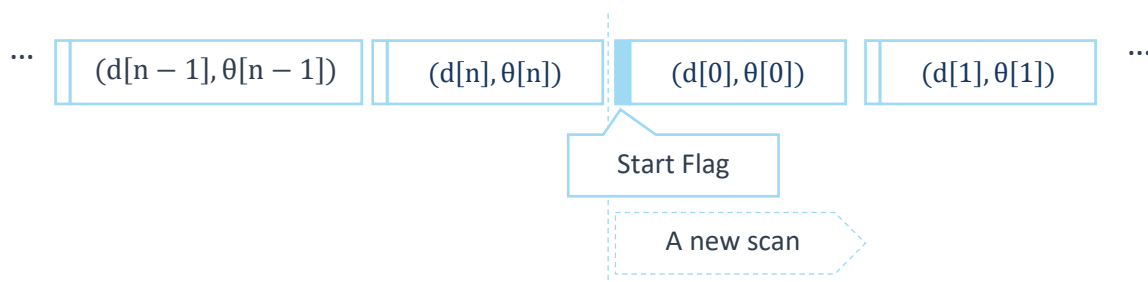 ... (d[n − 1], θ[n − 1]) (d[n], θ[n]) (d[0], θ[0]) (d[1], θ[1]) ...
Start Flag
A new scan